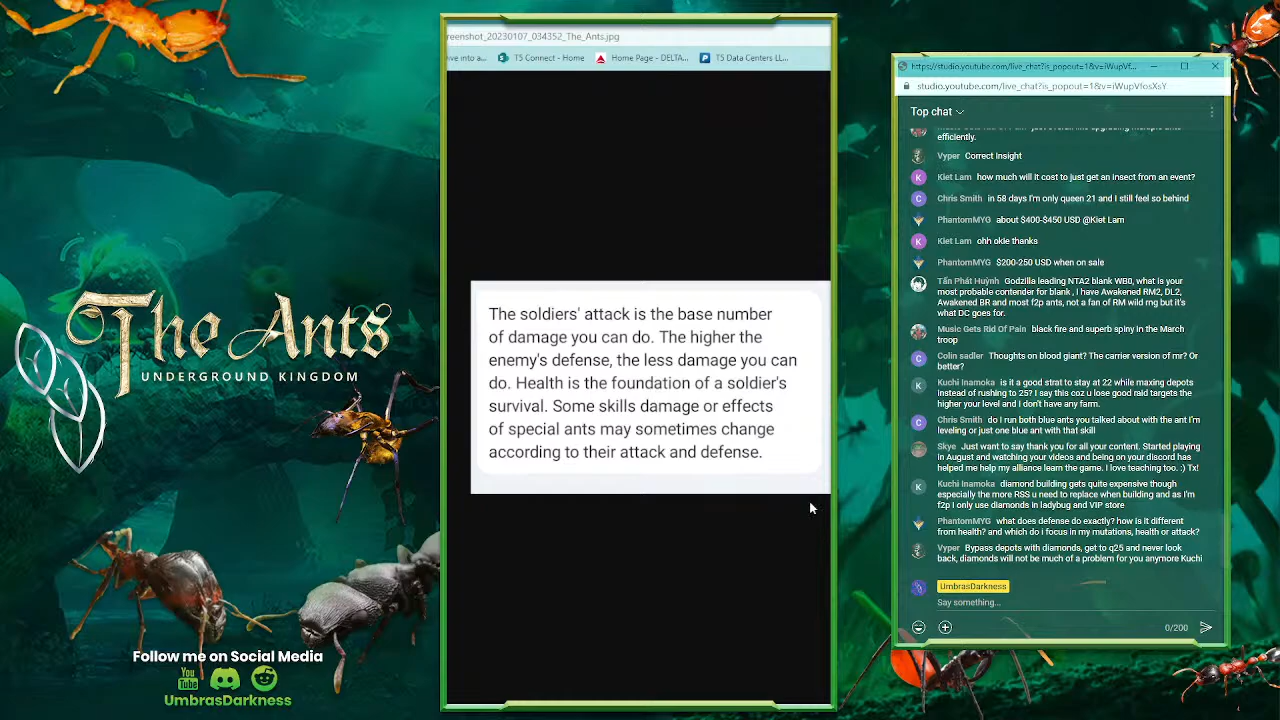 The Ants
UNDERGROUND KINGDOM
Follow me on Social Media
You
Tube
UmbrasDarkness
reenshot_20230107_034352_The_Ants.jpg
ive into a...
T5 Connect - Home
Home Page - DELTA...
T5 Data Centers LL...
The soldiers' attack is the base number
of damage you can do. The higher the
enemy's defense, the less damage you can
do. Health is the foundation of a soldier's
survival. Some skills damage or effects
of special ants may sometimes change
according to their attack and defense.
https://studio.youtube.com/live_chat?is_popout=1&v=iWupVf...
studio.youtube.com/live_chat?is_popout=1&v=iWupVfosXsY
Top chat
efficiently.
Vyper Correct Insight
Kiet Lam how much will it cost to just get an insect from an event?
Chris Smith in 58 days I'm only queen 21 and I still feel so behind
PhantomMYG about $400-$450 USD @Kiet Lam
Kiet Lam ohh okie thanks
PhantomMYG $200-250 USD when on sale
Tấn Phát Huỳnh Godzilla leading NTA2 blank WB0, what is your
most probable contender for blank , I have Awakened RM2, DL2,
Awakened BR and most f2p ants, not a fan of RM wild rng but it's
what DC goes for.
Music Gets Rid Of Pain black fire and superb spiny in the March
troop
Colin sadler Thoughts on blood giant? The carrier version of mr? Or
better?
Kuchi Inamoka is it a good strat to stay at 22 while maxing depots
instead of rushing to 25? I say this coz u lose good raid targets
the higher your level and I don't have any farm.
Chris Smith do I run both blue ants you talked about with the ant I'm
leveling or just one blue ant with that skill
Skye Just want to say thank you for all your content. Started playing
in August and watching your videos and being on your discord has
helped me help my alliance learn the game. I love teaching too. :) Tx!
Kuchi Inamoka diamond building gets quite expensive though
especially the more RSS u need to replace when building and as I'm
f2p I only use diamonds in ladybug and VIP store
PhantomMYG what does defense do exactly? how is it different
from health? and which do i focus in my mutations, health or attack?
Vyper Bypass depots with diamonds, get to q25 and never look
back, diamonds will not be much of a problem for you anymore Kuchi
UmbrasDarkness
Say something...
0/200